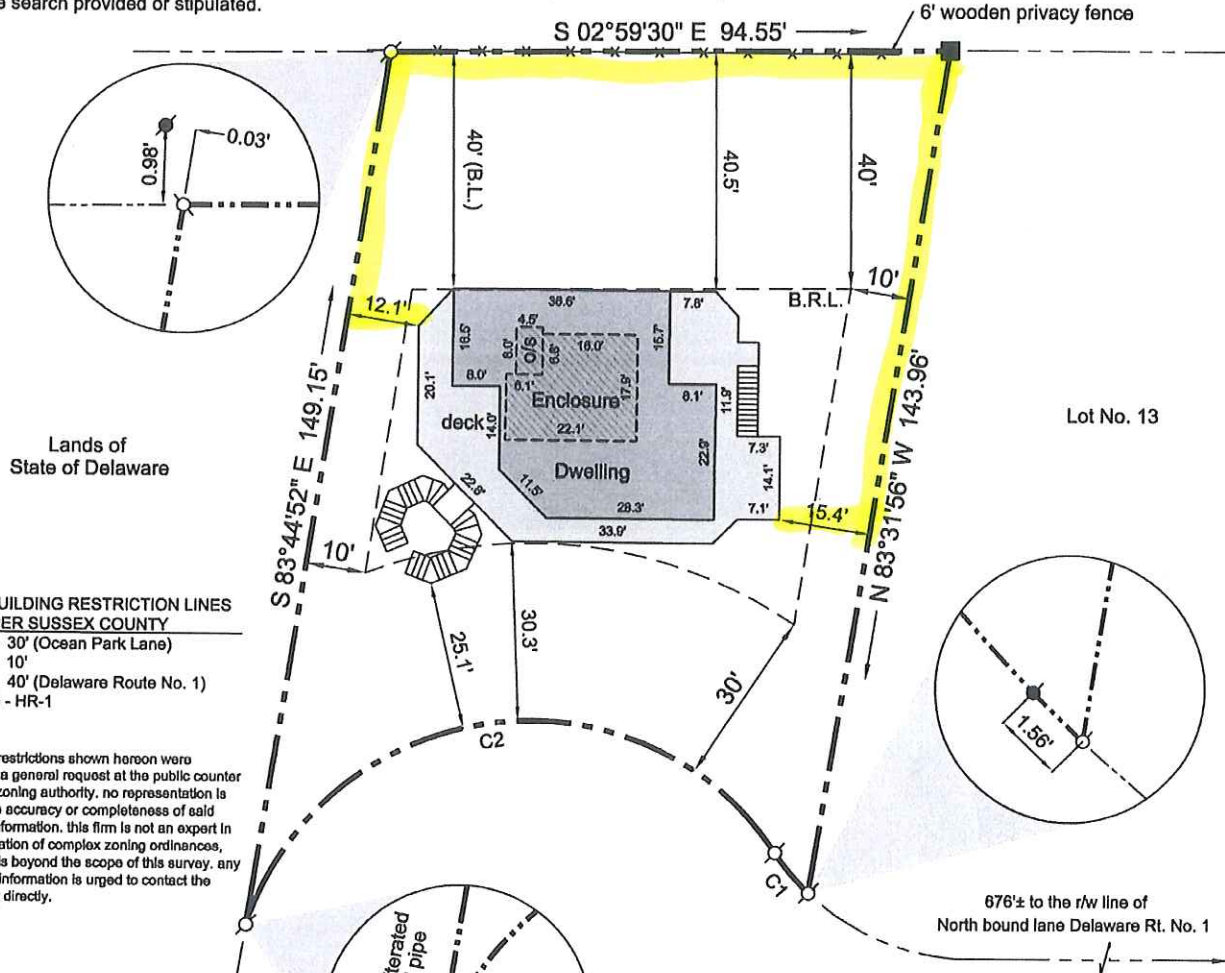 e search provided or stipulated.
6' wooden privacy fence
S 02°59'30" E 94.55'
0.98'
0.03'
40' (B.L.)
40.5'
40'
12.1'
10'
B.R.L.
36.6'
7.8'
4.5'
18.5'
8.0'
o/s
6.6'
16.0'
16.7'
8.0'
6.1'
17.9'
Enclosure
22.1'
8.1'
11.9'
20.1'
deck
14.0'
Dwelling
22.9'
7.3'
14.1'
22.8'
11.5'
28.3'
7.1'
33.9'
15.4'
S 83°44'52" E 149.15'
N 83°31'56" W 143.96'
Lot No. 13
Lands of
State of Delaware
10'
25.1'
30.3'
30'
C2
C1
1.56'
UILDING RESTRICTION LINES
ER SUSSEX COUNTY
30' (Ocean Park Lane)
10'
40' (Delaware Route No. 1)
- HR-1
restrictions shown hereon were
a general request at the public counter
zoning authority. no representation is
accuracy or completeness of said
formation. this firm is not an expert in
ation of complex zoning ordinances,
s beyond the scope of this survey. any
information is urged to contact the
directly.
676'± to the r/w line of
North bound lane Delaware Rt. No. 1
terated
pipe